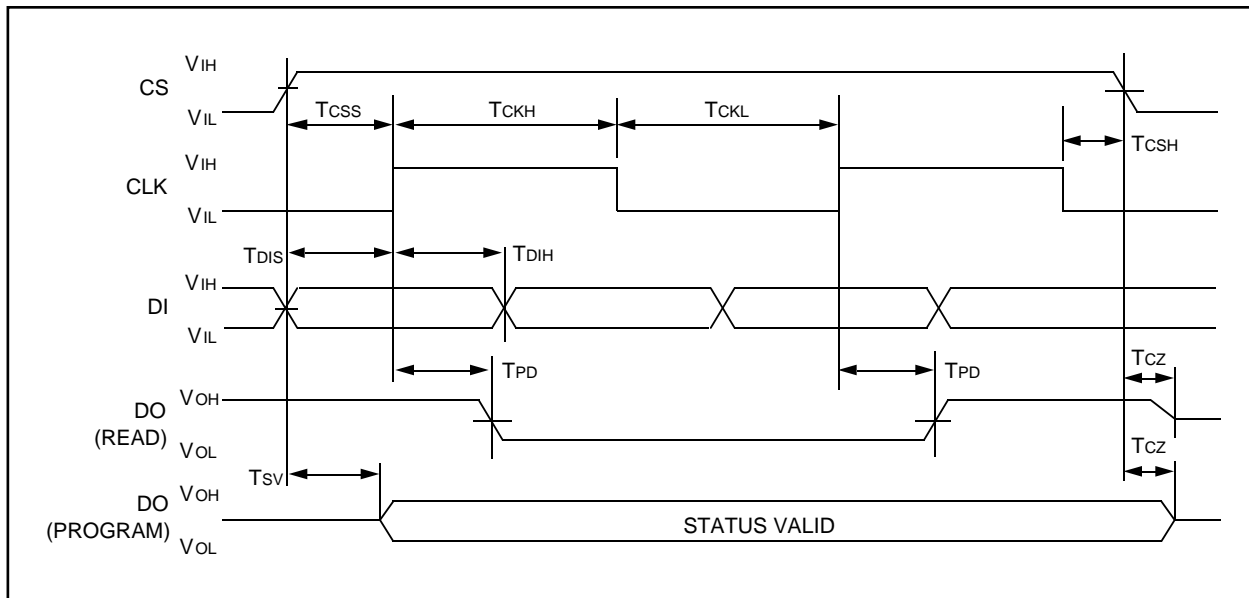 VIH
CS
VIL
TCSS
TCKH
TCKL
TCSH
VIH
CLK
VIL
TDIS
TDIH
VIH
DI
VIL
TPD
TPD
TCZ
VOH
DO
(READ)
VOL
TSV
TCZ
VOH
DO
(PROGRAM)
VOL
STATUS VALID